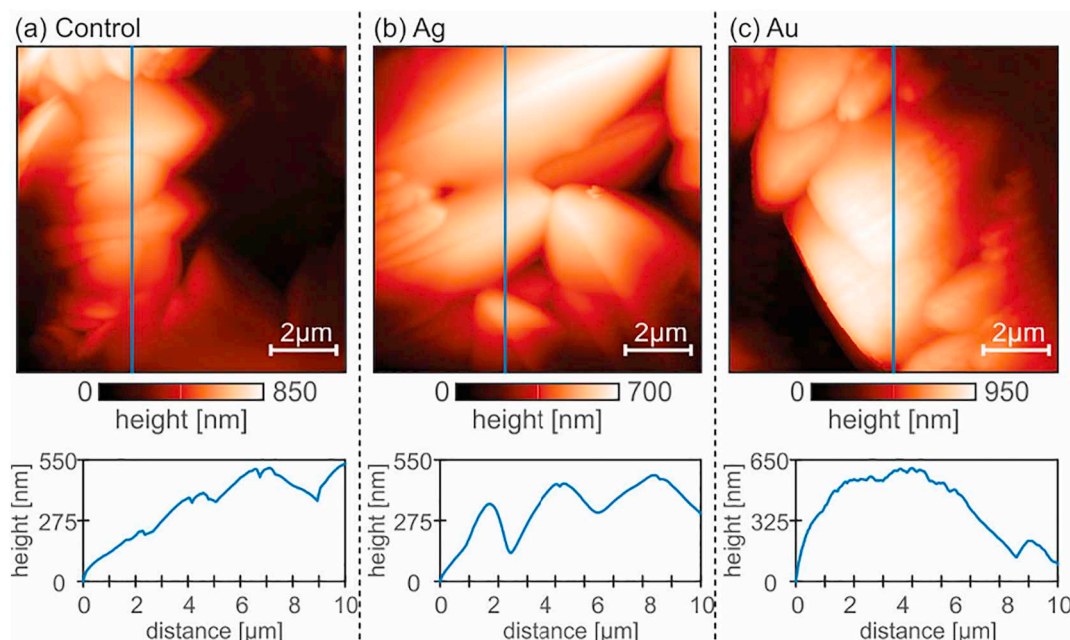 (a) Control
2μm
0 850
height [nm]
550
275
0
height [nm]
0 2 4 6 8 10
distance [μm]
(b) Ag
2μm
0 700
height [nm]
550
275
0
height [nm]
0 2 4 6 8 10
distance [μm]
(c) Au
2μm
0 950
height [nm]
650
325
0
height [nm]
0 2 4 6 8 10
distance [μm]